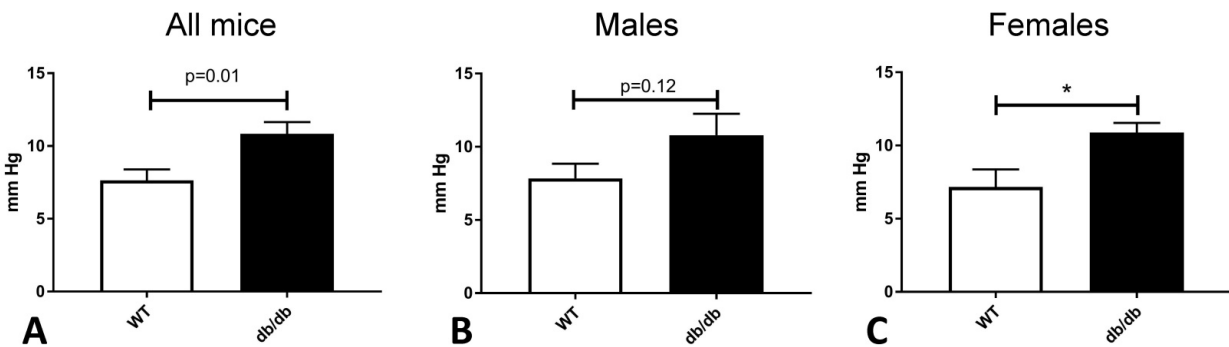 All mice
Males
Females
15
10
5
0
mm Hg
p=0.01
WT
db/db
A
15
10
5
0
mm Hg
p=0.12
WT
db/db
B
15
10
5
0
mm Hg
*
WT
db/db
C